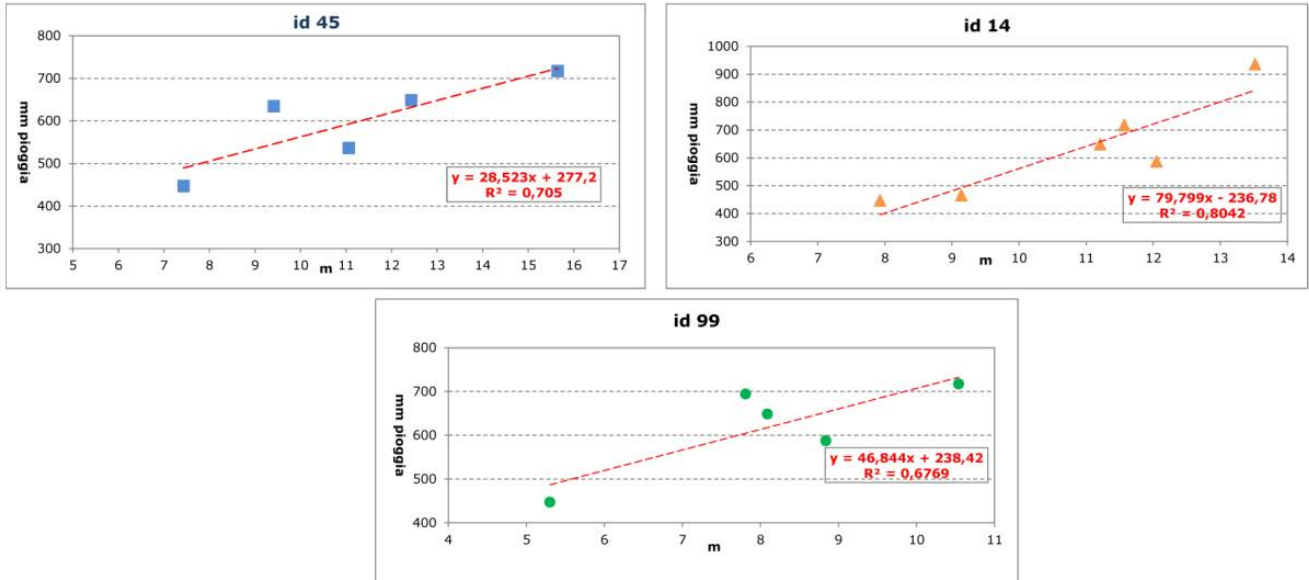 id 45
mm pioggia
800
700
600
500
400
300
y = 28,523x + 277,2
R² = 0,705
5 6 7 8 9 10 11 12 13 14 15 16 17
m
id 14
mm pioggia
1000
900
800
700
600
500
400
300
y = 79,799x - 236,78
R² = 0,8042
6 7 8 9 10 11 12 13 14
m
id 99
mm pioggia
800
700
600
500
400
y = 46,844x + 238,42
R² = 0,6769
4 5 6 7 8 9 10 11
m